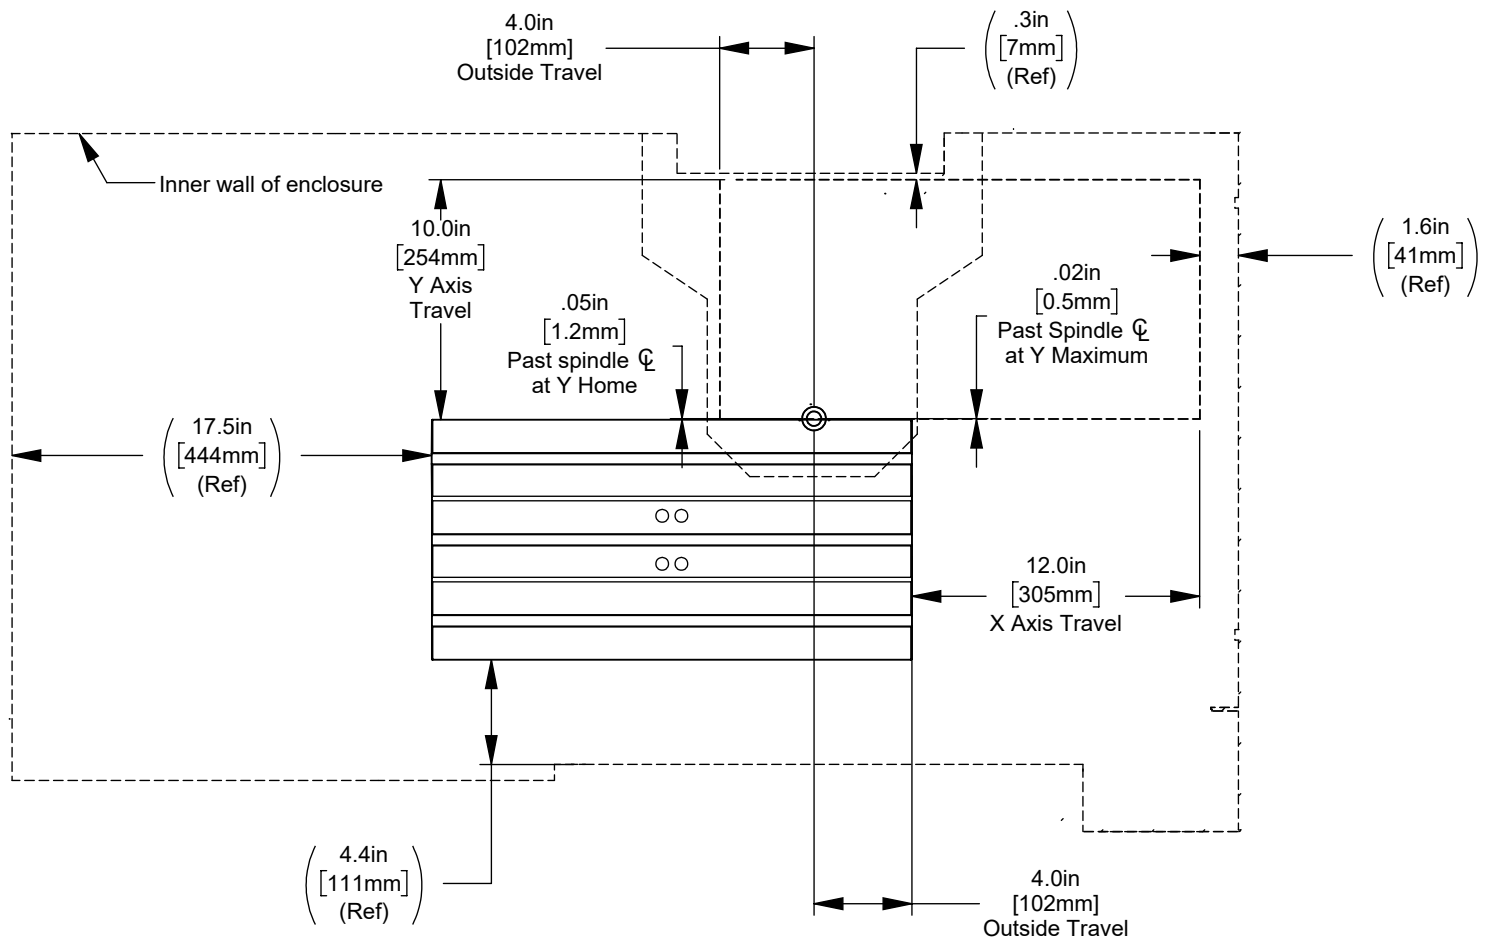 4.0in
[102mm]
Outside Travel
.3in
[7mm]
(Ref)
Inner wall of enclosure
10.0in
[254mm]
Y Axis
Travel
1.6in
[41mm]
(Ref)
.05in
[1.2mm]
Past spindle ℄
at Y Home
.02in
[0.5mm]
Past Spindle ℄
at Y Maximum
17.5in
[444mm]
(Ref)
12.0in
[305mm]
X Axis Travel
4.4in
[111mm]
(Ref)
4.0in
[102mm]
Outside Travel